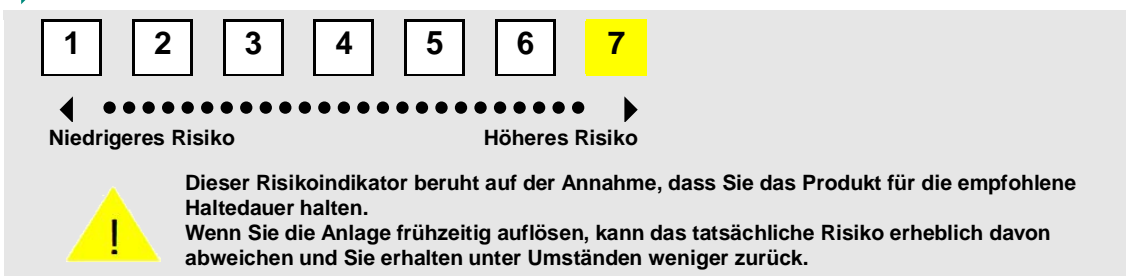 1 2 3 4 5 6 7
Niedrigeres Risiko Höheres Risiko
!
Dieser Risikoindikator beruht auf der Annahme, dass Sie das Produkt für die empfohlene
Haltedauer halten.
Wenn Sie die Anlage frühzeitig auflösen, kann das tatsächliche Risiko erheblich davon
abweichen und Sie erhalten unter Umständen weniger zurück.